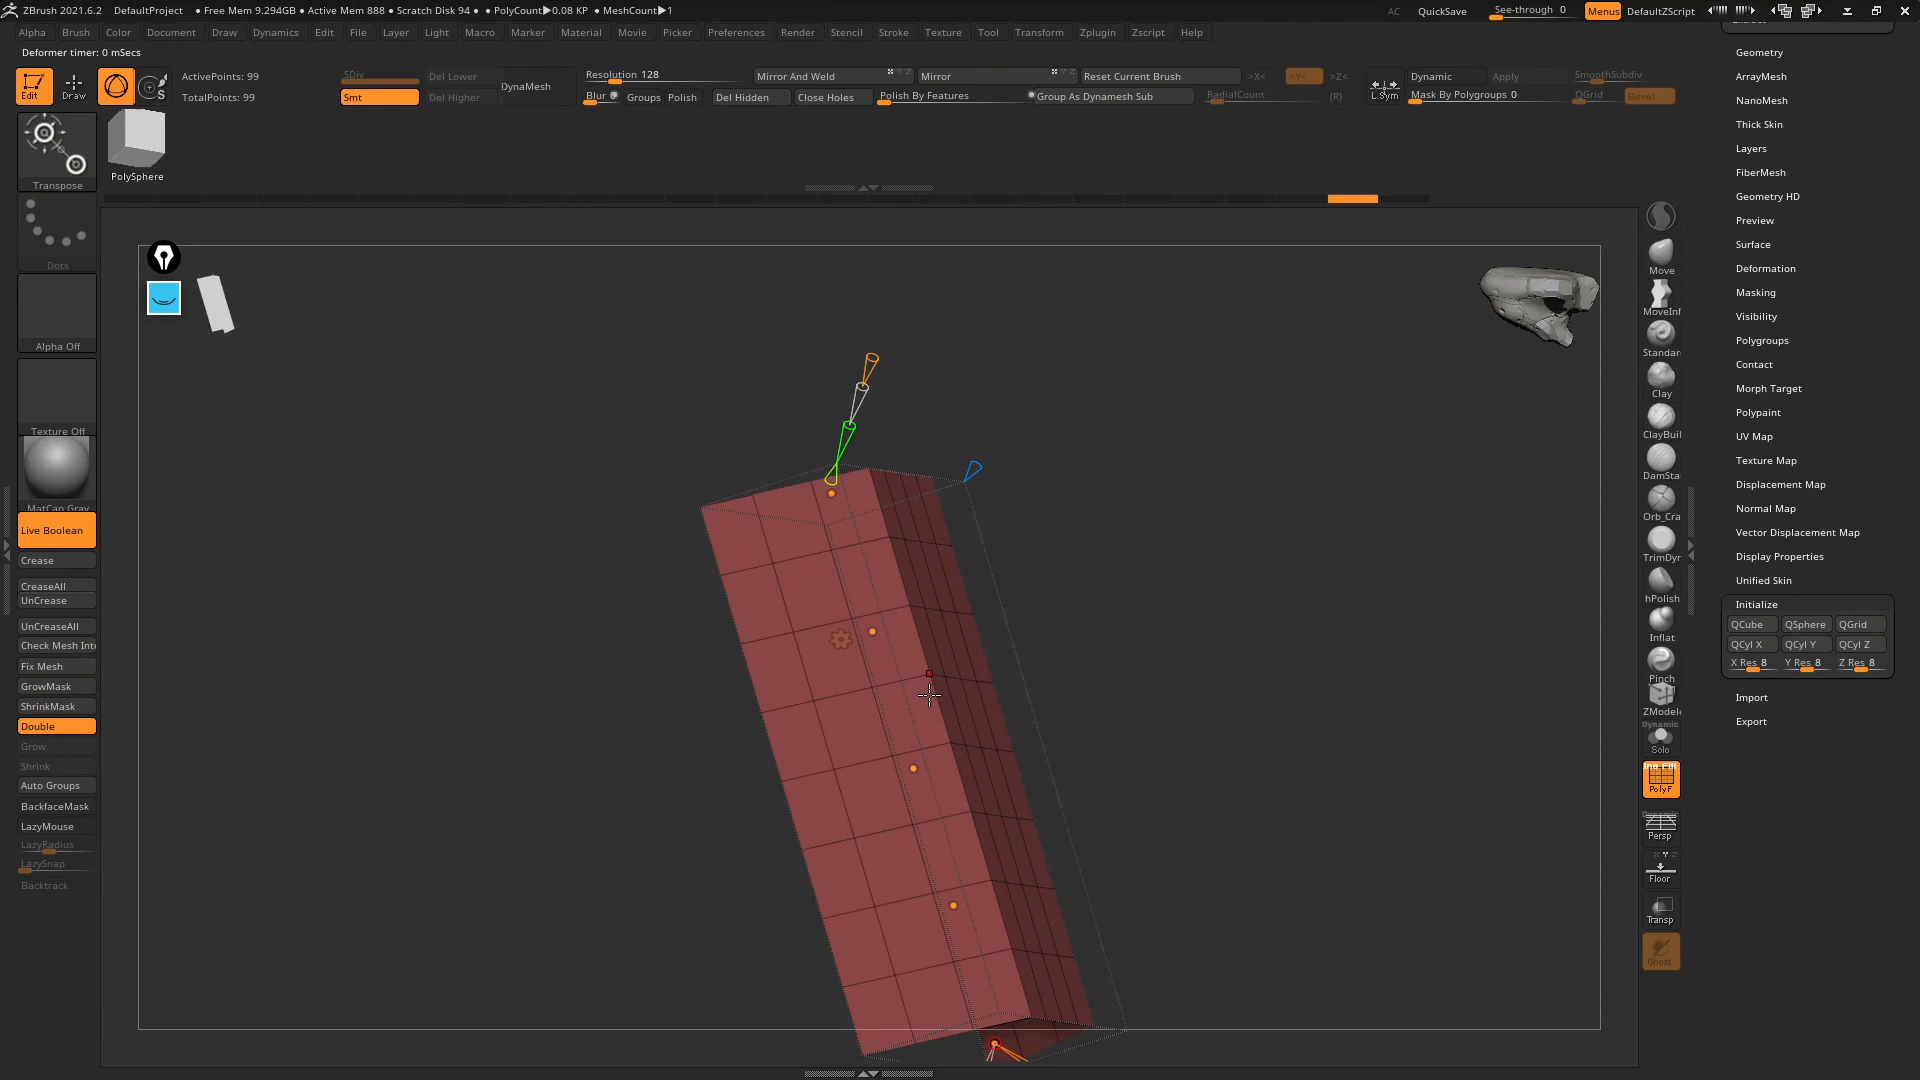 ZBrush 2021.6.2 DefaultProject • Free Mem 9.294GB • Active Mem 888 • Scratch Disk 94 • PolyCount▶0.08 KP • MeshCount▶1 AC QuickSave See-through 0 Menus DefaultZScript
Alpha Brush Color Document Draw Dynamics Edit File Layer Light Macro Marker Material Movie Picker Preferences Render Stencil Stroke Texture Tool Transform Zplugin Zscript Help
Deformer timer: 0 mSecs
Edit
Draw
S
ActivePoints: 99
TotalPoints: 99
SDiv
Smt
Del Lower
Del Higher
DynaMesh
Resolution 128
Blur
Groups
Polish
Mirror And Weld
Mirror
Reset Current Brush
>X<
>Y<
>Z<
Del Hidden
Close Holes
Polish By Features
Group As Dynamesh Sub
RadialCount
(R)
L.Sym
Dynamic
Apply
SmoothSubdiv
Mask By Polygroups 0
QGrid
Bevel
Transpose
PolySphere
Dots
Alpha Off
Texture Off
MatCap Gray
Live Boolean
Crease
CreaseAll
UnCrease
UnCreaseAll
Check Mesh Int
Fix Mesh
GrowMask
ShrinkMask
Double
Grow
Shrink
Auto Groups
BackfaceMask
LazyMouse
LazyRadius
LazySnap
Backtrack
Move
MoveInf
Standar
Clay
ClayBuil
DamSta
Orb_Cra
TrimDyn
hPolish
Inflat
Pinch
ZModele
Dynamic
Solo
Line Fill
PolyF
Dynamic
Persp
Floor
Transp
Ghost
Geometry
ArrayMesh
NanoMesh
Thick Skin
Layers
FiberMesh
Geometry HD
Preview
Surface
Deformation
Masking
Visibility
Polygroups
Contact
Morph Target
Polypaint
UV Map
Texture Map
Displacement Map
Normal Map
Vector Displacement Map
Display Properties
Unified Skin
Initialize
QCube QSphere QGrid
QCyl X QCyl Y QCyl Z
X Res 8 Y Res 8 Z Res 8
Import
Export